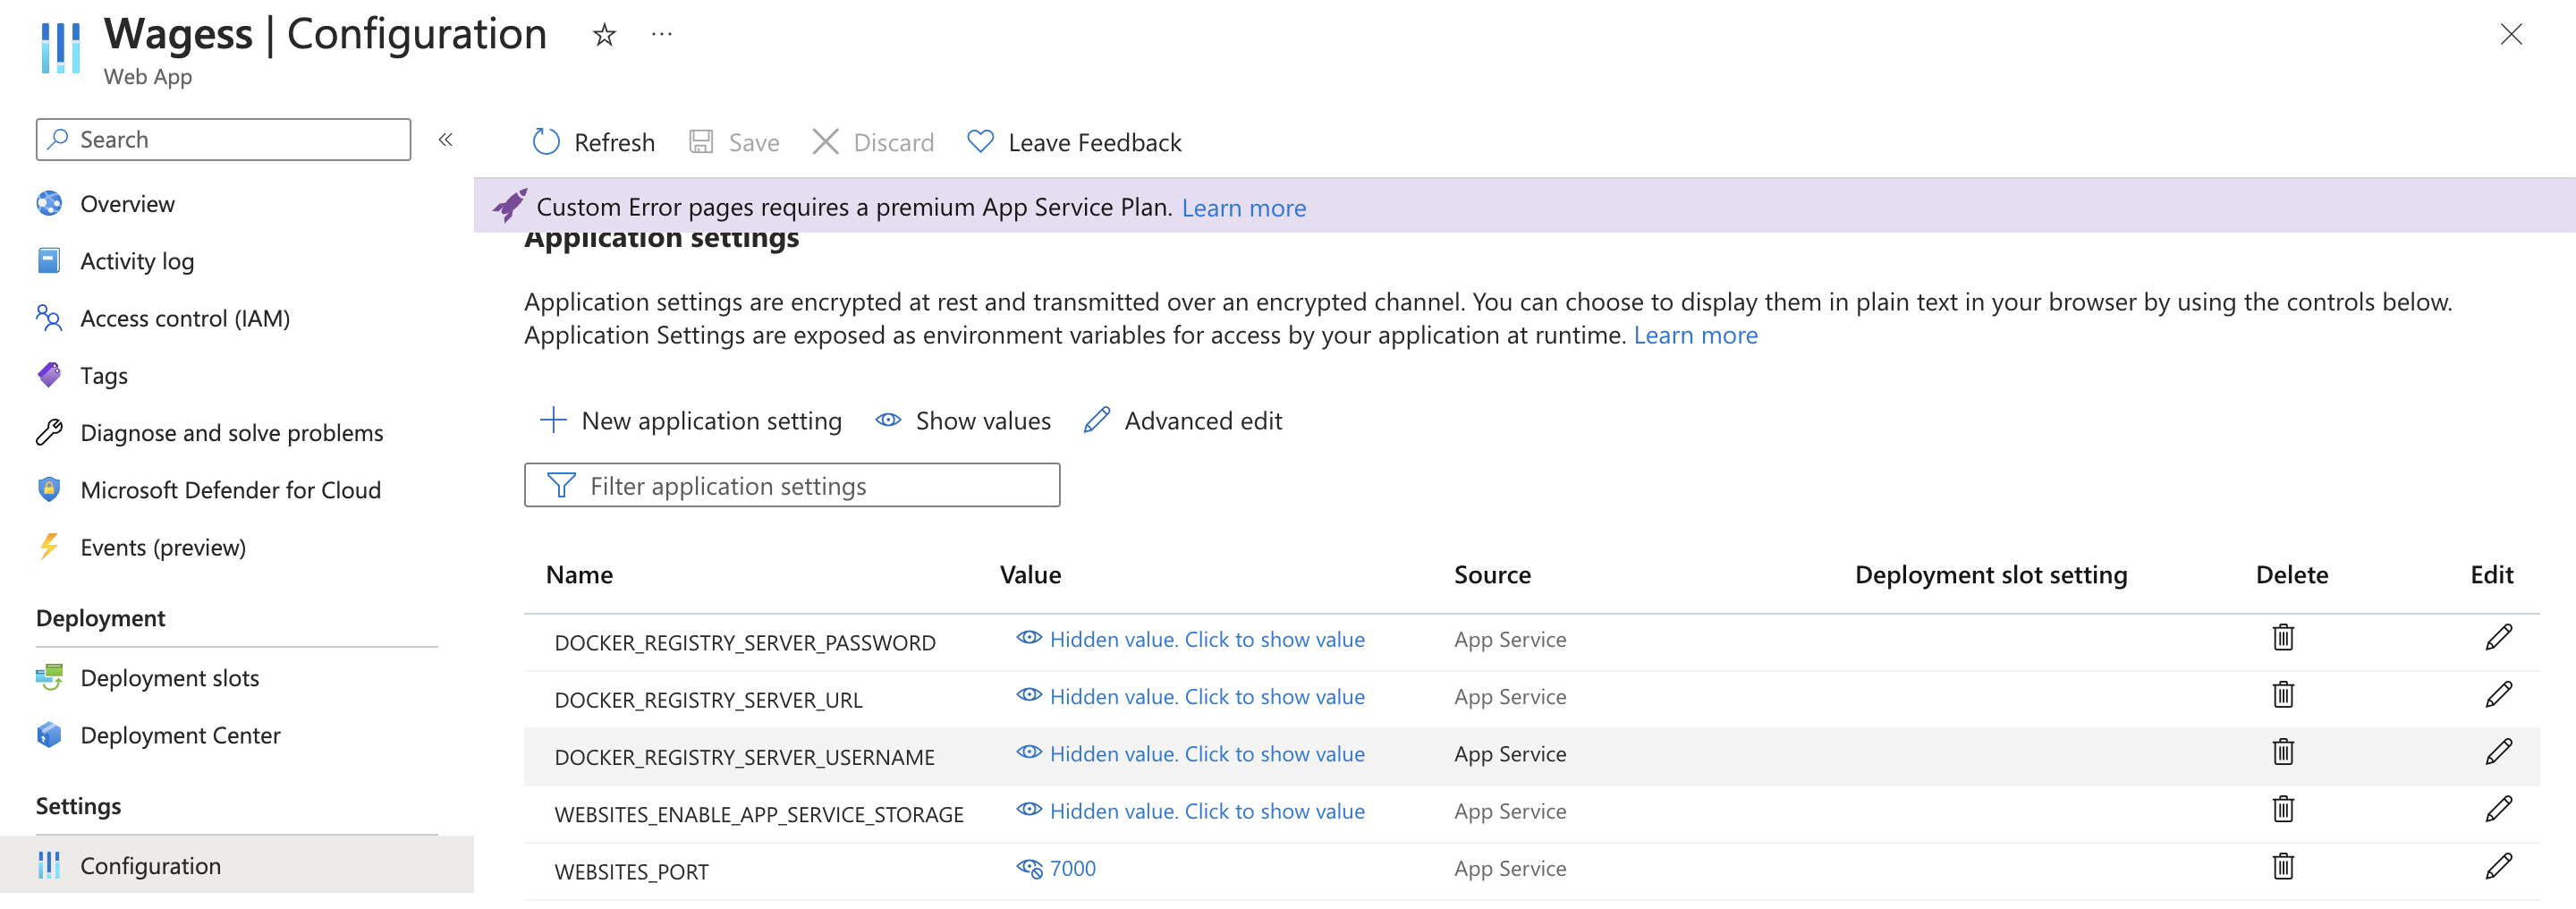 Wagess | Configuration
Web App
Search
Refresh
Save
Discard
Leave Feedback
Overview
Activity log
Access control (IAM)
Tags
Diagnose and solve problems
Microsoft Defender for Cloud
Events (preview)
Deployment
Deployment slots
Deployment Center
Settings
Configuration
Custom Error pages requires a premium App Service Plan. Learn more
Application settings
Application settings are encrypted at rest and transmitted over an encrypted channel. You can choose to display them in plain text in your browser by using the controls below.
Application Settings are exposed as environment variables for access by your application at runtime. Learn more
New application setting
Show values
Advanced edit
Filter application settings
Name Value Source Deployment slot setting Delete Edit
DOCKER_REGISTRY_SERVER_PASSWORD Hidden value. Click to show value App Service
DOCKER_REGISTRY_SERVER_URL Hidden value. Click to show value App Service
DOCKER_REGISTRY_SERVER_USERNAME Hidden value. Click to show value App Service
WEBSITES_ENABLE_APP_SERVICE_STORAGE Hidden value. Click to show value App Service
WEBSITES_PORT 7000 App Service